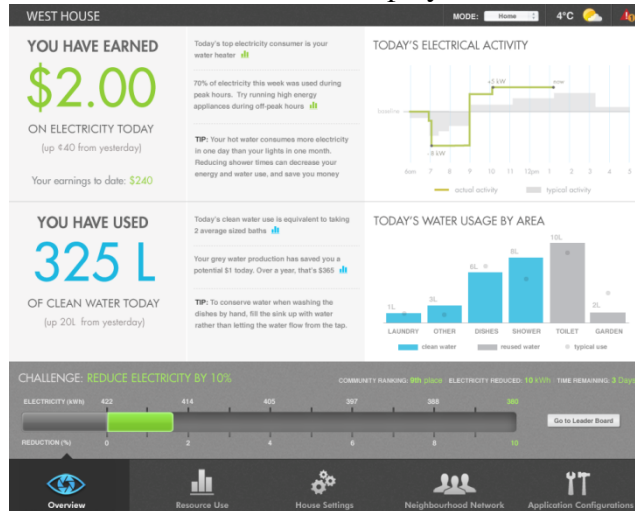 WEST HOUSE
MODE: Home
4°C
YOU HAVE EARNED
$2.00
ON ELECTRICITY TODAY
(up ¢40 from yesterday)
Your earnings to date: $240
Today's top electricity consumer is your
water heater
70% of electricity this week was used during
peak hours. Try running high energy
appliances during off-peak hours
TIP: Your hot water consumes more electricity
in one day than your lights in one month.
Reducing shower times can decrease your
energy and water use, and save you money
TODAY'S ELECTRICAL ACTIVITY
+5 kW
now
baseline
-8 kW
6am 7 8 9 10 11 12pm 1 2 3 4 5
actual activity typical activity
YOU HAVE USED
325 L
OF CLEAN WATER TODAY
(up 20L from yesterday)
Today's clean water use is equivalent to taking
2 average sized baths
Your grey water production has saved you a
potential $1 today. Over a year, that's $365
TIP: To conserve water when washing the
dishes by hand, fill the sink up with water
rather than letting the water flow from the tap.
TODAY'S WATER USAGE BY AREA
1L 3L 8L 8L 10L 2L
LAUNDRY OTHER DISHES SHOWER TOILET GARDEN
clean water reused water typical use
CHALLENGE: REDUCE ELECTRICITY BY 10%
COMMUNITY RANKING: 9th place ELECTRICITY REDUCED: 10 kWh TIME REMAINING: 3 Days
ELECTRICITY (kWh) 422 414 405 397 388 380
Go to Leader Board
REDUCTION (%) 0 2 4 6 8 10
Overview Resource Use House Settings Neighbourhood Network Application Configurations